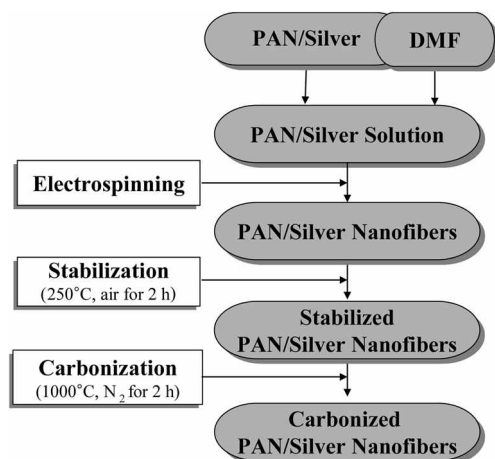 PAN/Silver
DMF
PAN/Silver Solution
Electrospinning
PAN/Silver Nanofibers
Stabilization
(250°C, air for 2 h)
Stabilized
PAN/Silver Nanofibers
Carbonization
(1000°C, N₂ for 2 h)
Carbonized
PAN/Silver Nanofibers